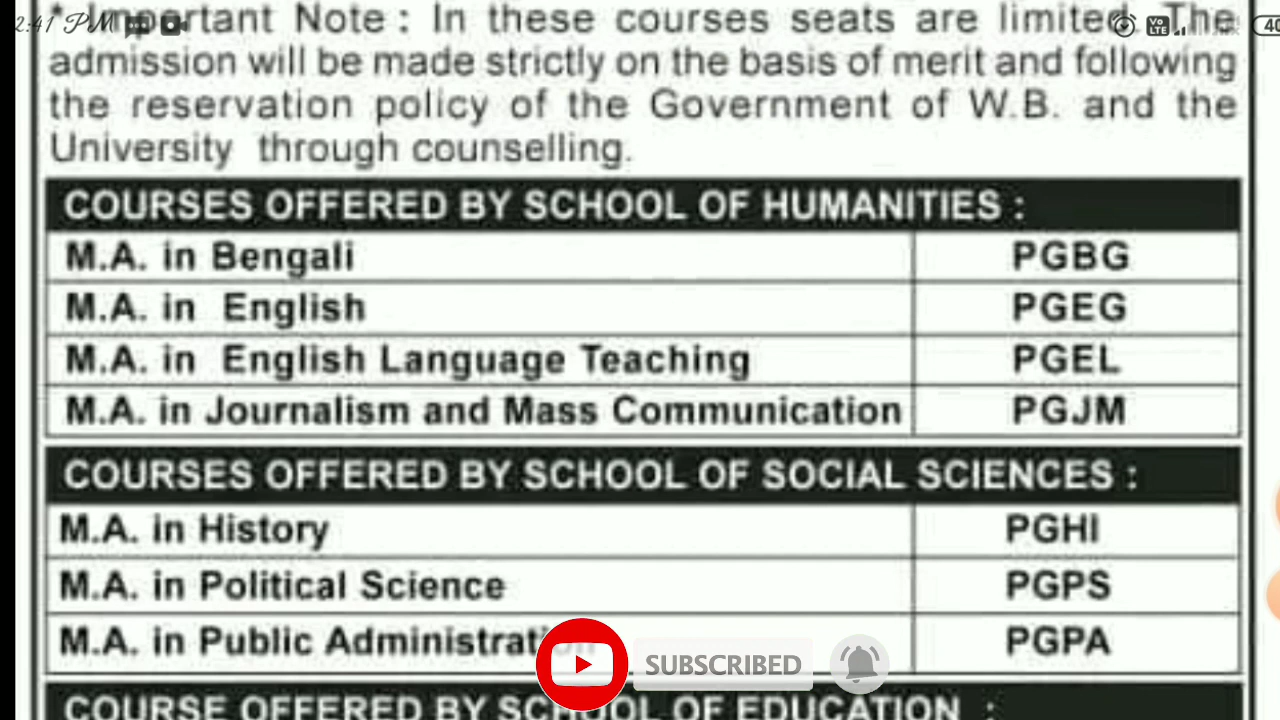 2:41 PM
* Important Note : In these courses seats are limited. The
admission will be made strictly on the basis of merit and following
the reservation policy of the Government of W.B. and the
University through counselling.
COURSES OFFERED BY SCHOOL OF HUMANITIES :
M.A. in Bengali PGBG
M.A. in English PGEG
M.A. in English Language Teaching PGEL
M.A. in Journalism and Mass Communication PGJM
COURSES OFFERED BY SCHOOL OF SOCIAL SCIENCES :
M.A. in History PGHI
M.A. in Political Science PGPS
M.A. in Public Administration PGPA
SUBSCRIBED
COURSE OFFERED BY SCHOOL OF EDUCATION :